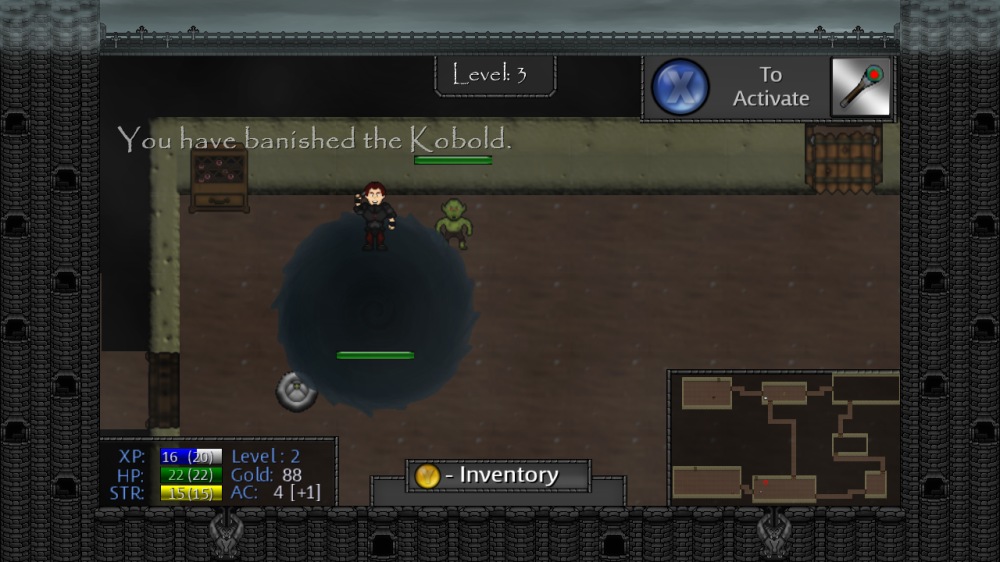 Level: 3
X
To
Activate
You have banished the Kobold.
XP: 16 (20) Level: 2
HP: 22 (22) Gold: 88
STR: 15 (15) AC: 4 [+1]
Y - Inventory